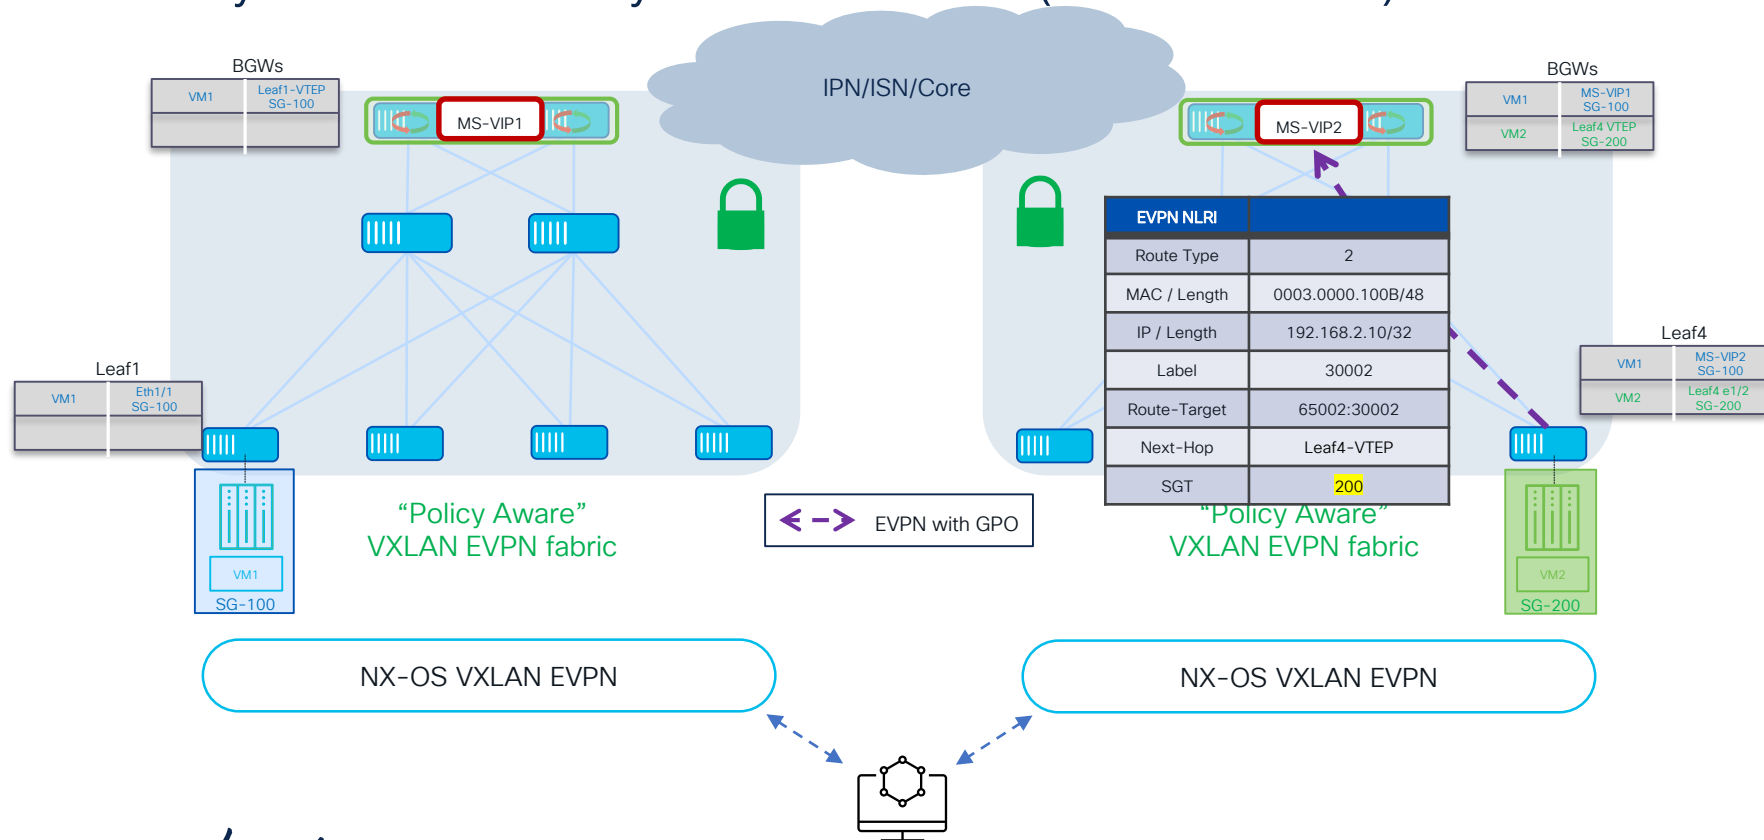 IPN/ISN/Core
BGWs
VM1
Leaf1-VTEP
SG-100
MS-VIP1
MS-VIP2
BGWs
VM1
MS-VIP1
SG-100
VM2
Leaf4 VTEP
SG-200
EVPN NLRI
Route Type 2
MAC / Length 0003.0000.100B/48
IP / Length 192.168.2.10/32
Label 30002
Route-Target 65002:30002
Next-Hop Leaf4-VTEP
SGT 200
Leaf1
VM1
Eth1/1
SG-100
Leaf4
VM1
MS-VIP2
SG-100
VM2
Leaf4 e1/2
SG-200
VM1
SG-100
“Policy Aware”
VXLAN EVPN fabric
EVPN with GPO
“Policy Aware”
VXLAN EVPN fabric
VM2
SG-200
NX-OS VXLAN EVPN
NX-OS VXLAN EVPN